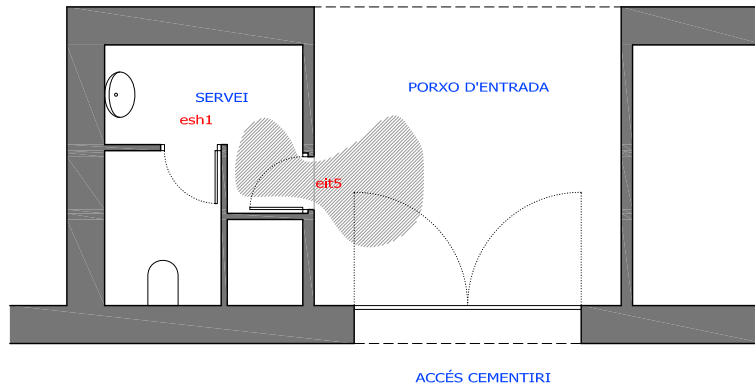 PORXO D'ENTRADA
SERVEI
esh1
eit5
ACCÉS CEMENTIRI